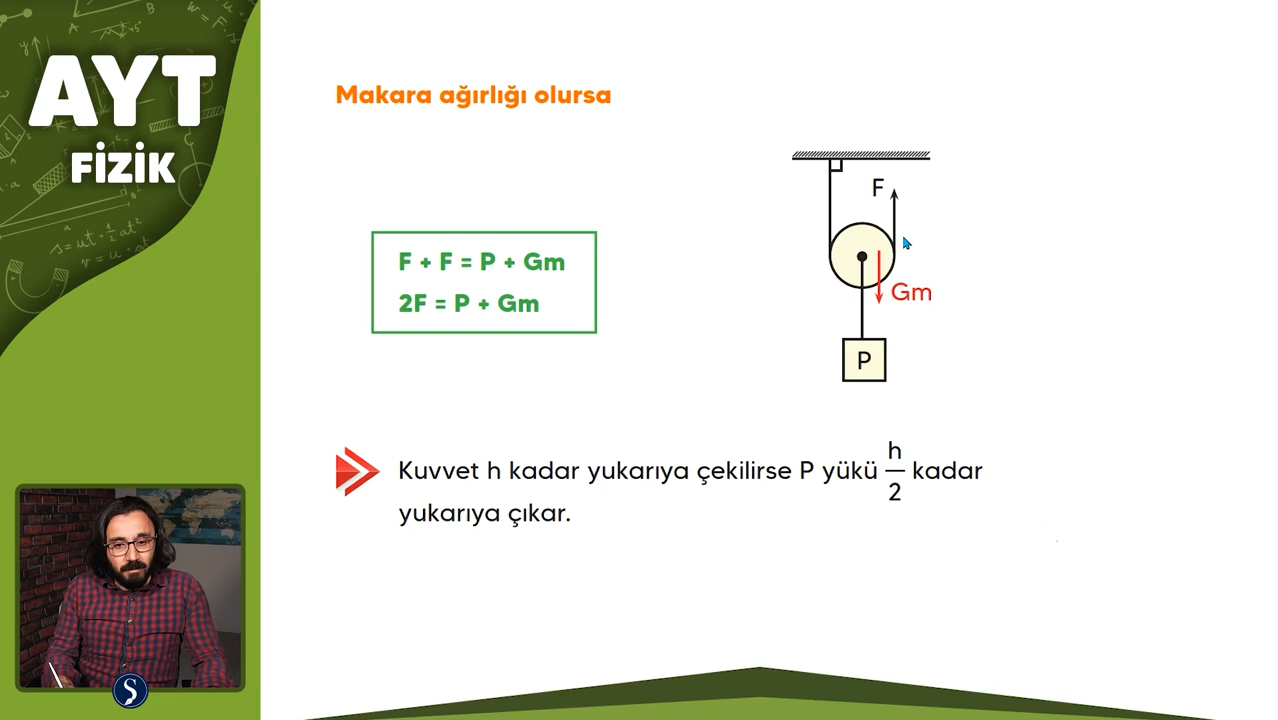 AYT
FİZİK
Makara ağırlığı olursa
F + F = P + Gm
2F = P + Gm
F
Gm
P
Kuvvet h kadar yukarıya çekilirse P yükü h/2 kadar
yukarıya çıkar.
Ş